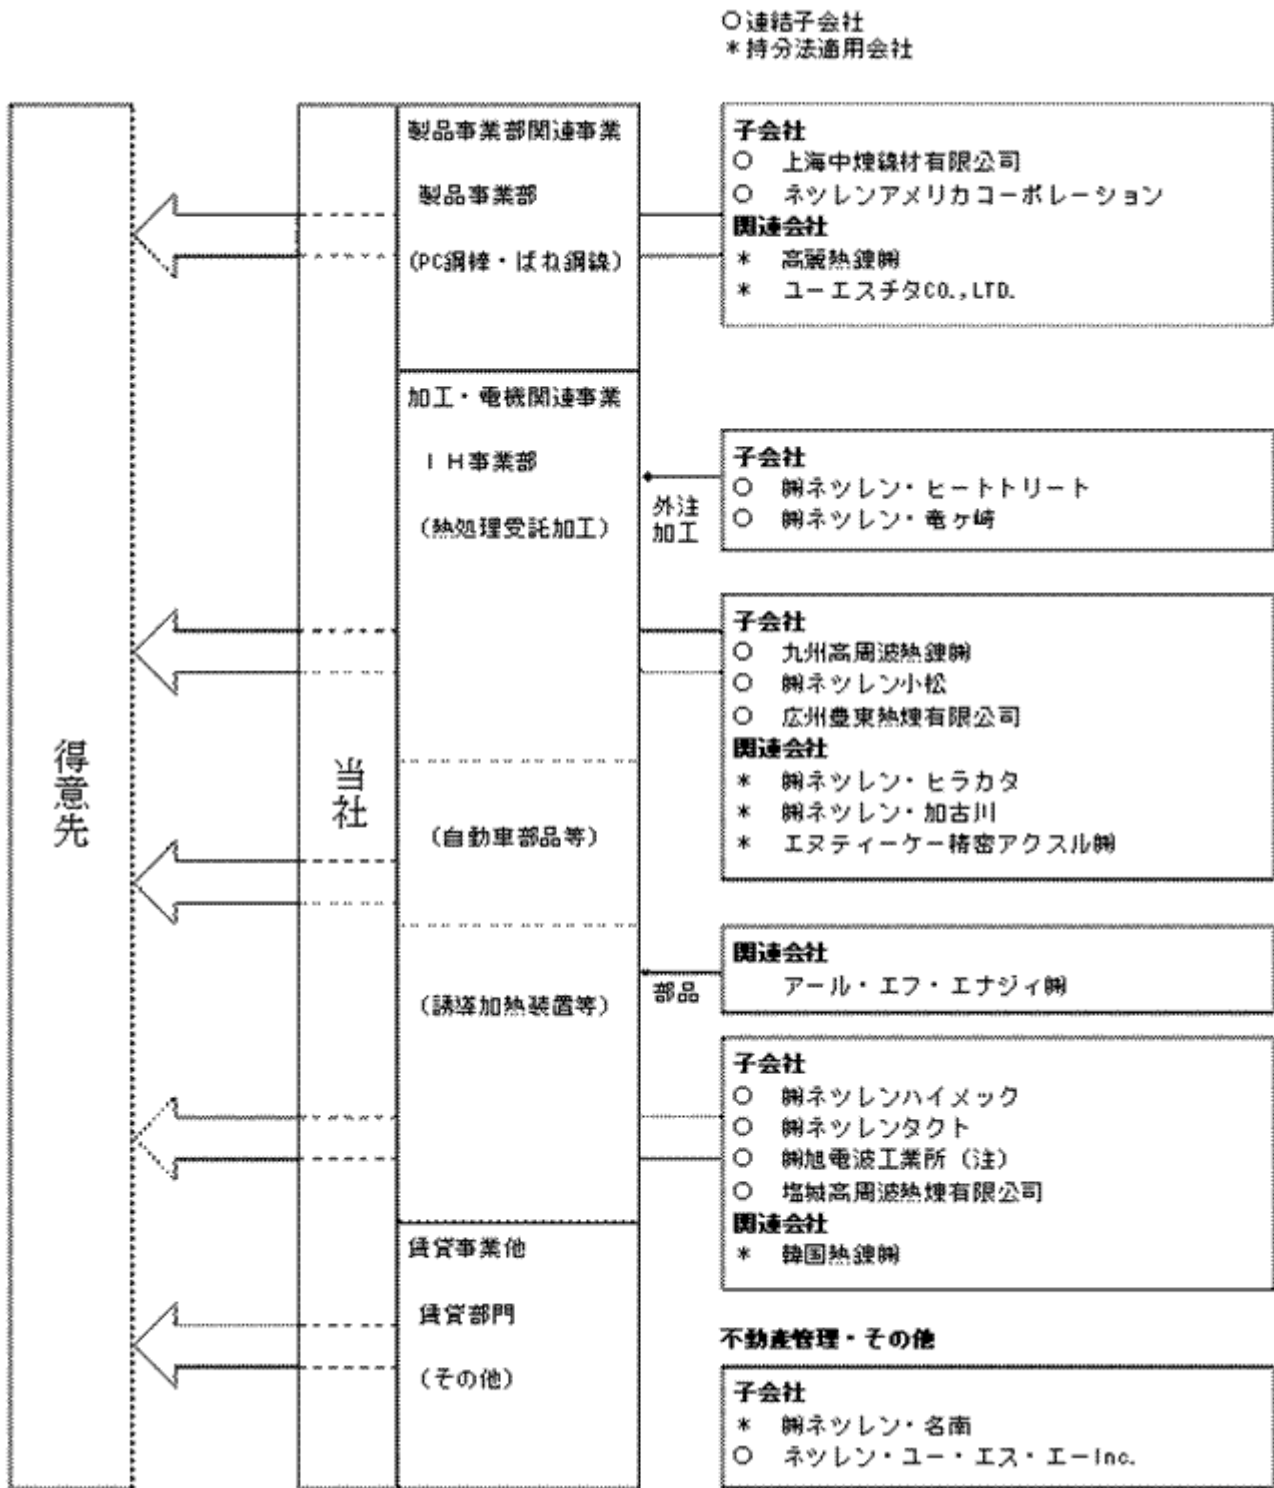 ○連結子会社
*持分法適用会社
得意先
当社
製品事業部関連事業
製品事業部
(PC鋼棒・ばね鋼線)
子会社
○ 上海中煉線材有限公司
○ ネツレンアメリカコーポレーション
関連会社
* 高麗熱錬㈱
* ユーエスチタCO.,LTD.
加工・電機関連事業
IH事業部
(熱処理受託加工)
外注
加工
子会社
○ ㈱ネツレン・ヒートトリート
○ ㈱ネツレン・竜ヶ崎
子会社
○ 九州高周波熱錬㈱
○ ㈱ネツレン小松
○ 広州豊東熱煉有限公司
関連会社
* ㈱ネツレン・ヒラカタ
* ㈱ネツレン・加古川
* エヌティーケー精密アクスル㈱
(自動車部品等)
(誘導加熱装置等)
部品
関連会社
アール・エフ・エナジィ㈱
子会社
○ ㈱ネツレンハイメック
○ ㈱ネツレンタクト
○ ㈱旭電波工業所(注)
○ 塩城高周波熱煉有限公司
関連会社
* 韓国熱錬㈱
賃貸事業他
賃貸部門
(その他)
不動産管理・その他
子会社
* ㈱ネツレン・名南
○ ネツレン・ユー・エス・エーInc.